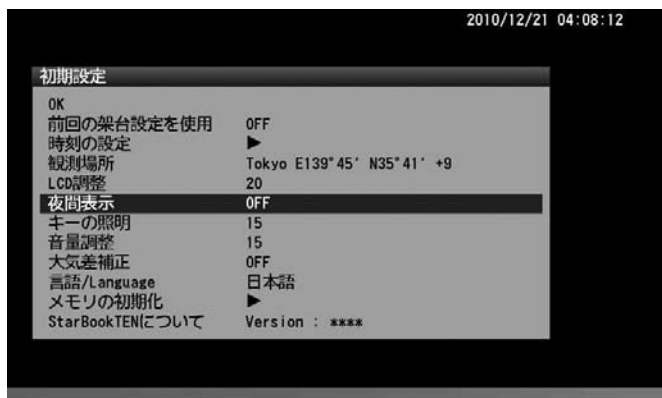 2010/12/21 04:08:12
初期設定
OK
前回の架台設定を使用 OFF
時刻の設定 ▶
観測場所 Tokyo E139°45′ N35°41′ +9
LCD調整 20
夜間表示 OFF
キーの照明 15
音量調整 15
大気差補正 OFF
言語/Language 日本語
メモリの初期化 ▶
StarBookTENについて Version : ****